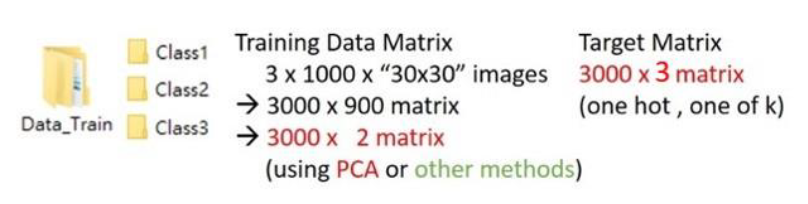 Data_Train
Class1
Class2
Class3
Training Data Matrix
3 x 1000 x “30x30” images
→ 3000 x 900 matrix
→ 3000 x 2 matrix
(using PCA or other methods)
Target Matrix
3000 x 3 matrix
(one hot , one of k)